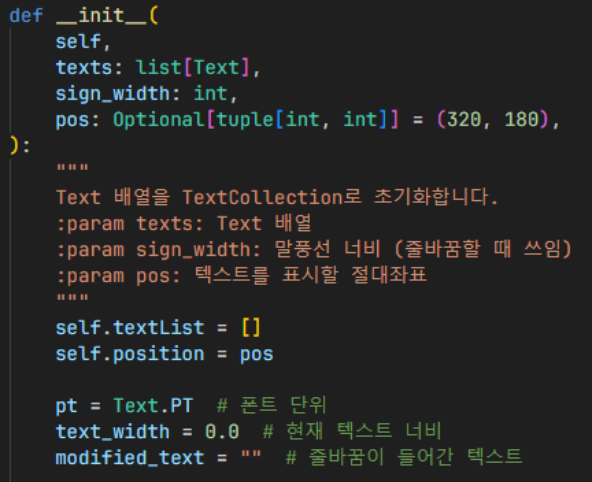 def __init__(
    self,
    texts: list[Text],
    sign_width: int,
    pos: Optional[tuple[int, int]] = (320, 180),
):
    """
    Text 배열을 TextCollection로 초기화합니다.
    :param texts: Text 배열
    :param sign_width: 말풍선 너비 (줄바꿈할 때 쓰임)
    :param pos: 텍스트를 표시할 절대좌표
    """
    self.textList = []
    self.position = pos

    pt = Text.PT  # 폰트 단위
    text_width = 0.0  # 현재 텍스트 너비
    modified_text = ""  # 줄바꿈이 들어간 텍스트